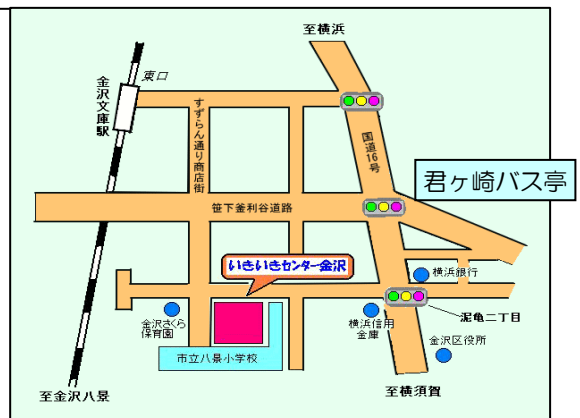 至横浜
東口
金沢文庫駅
すずらん通り商店街
国道16号
君ヶ崎バス亭
笹下釜利谷道路
いきいきセンター金沢
横浜銀行
金沢さくら
保育園
横浜信用
金庫
泥亀二丁目
市立八景小学校
金沢区役所
至金沢八景
至横須賀